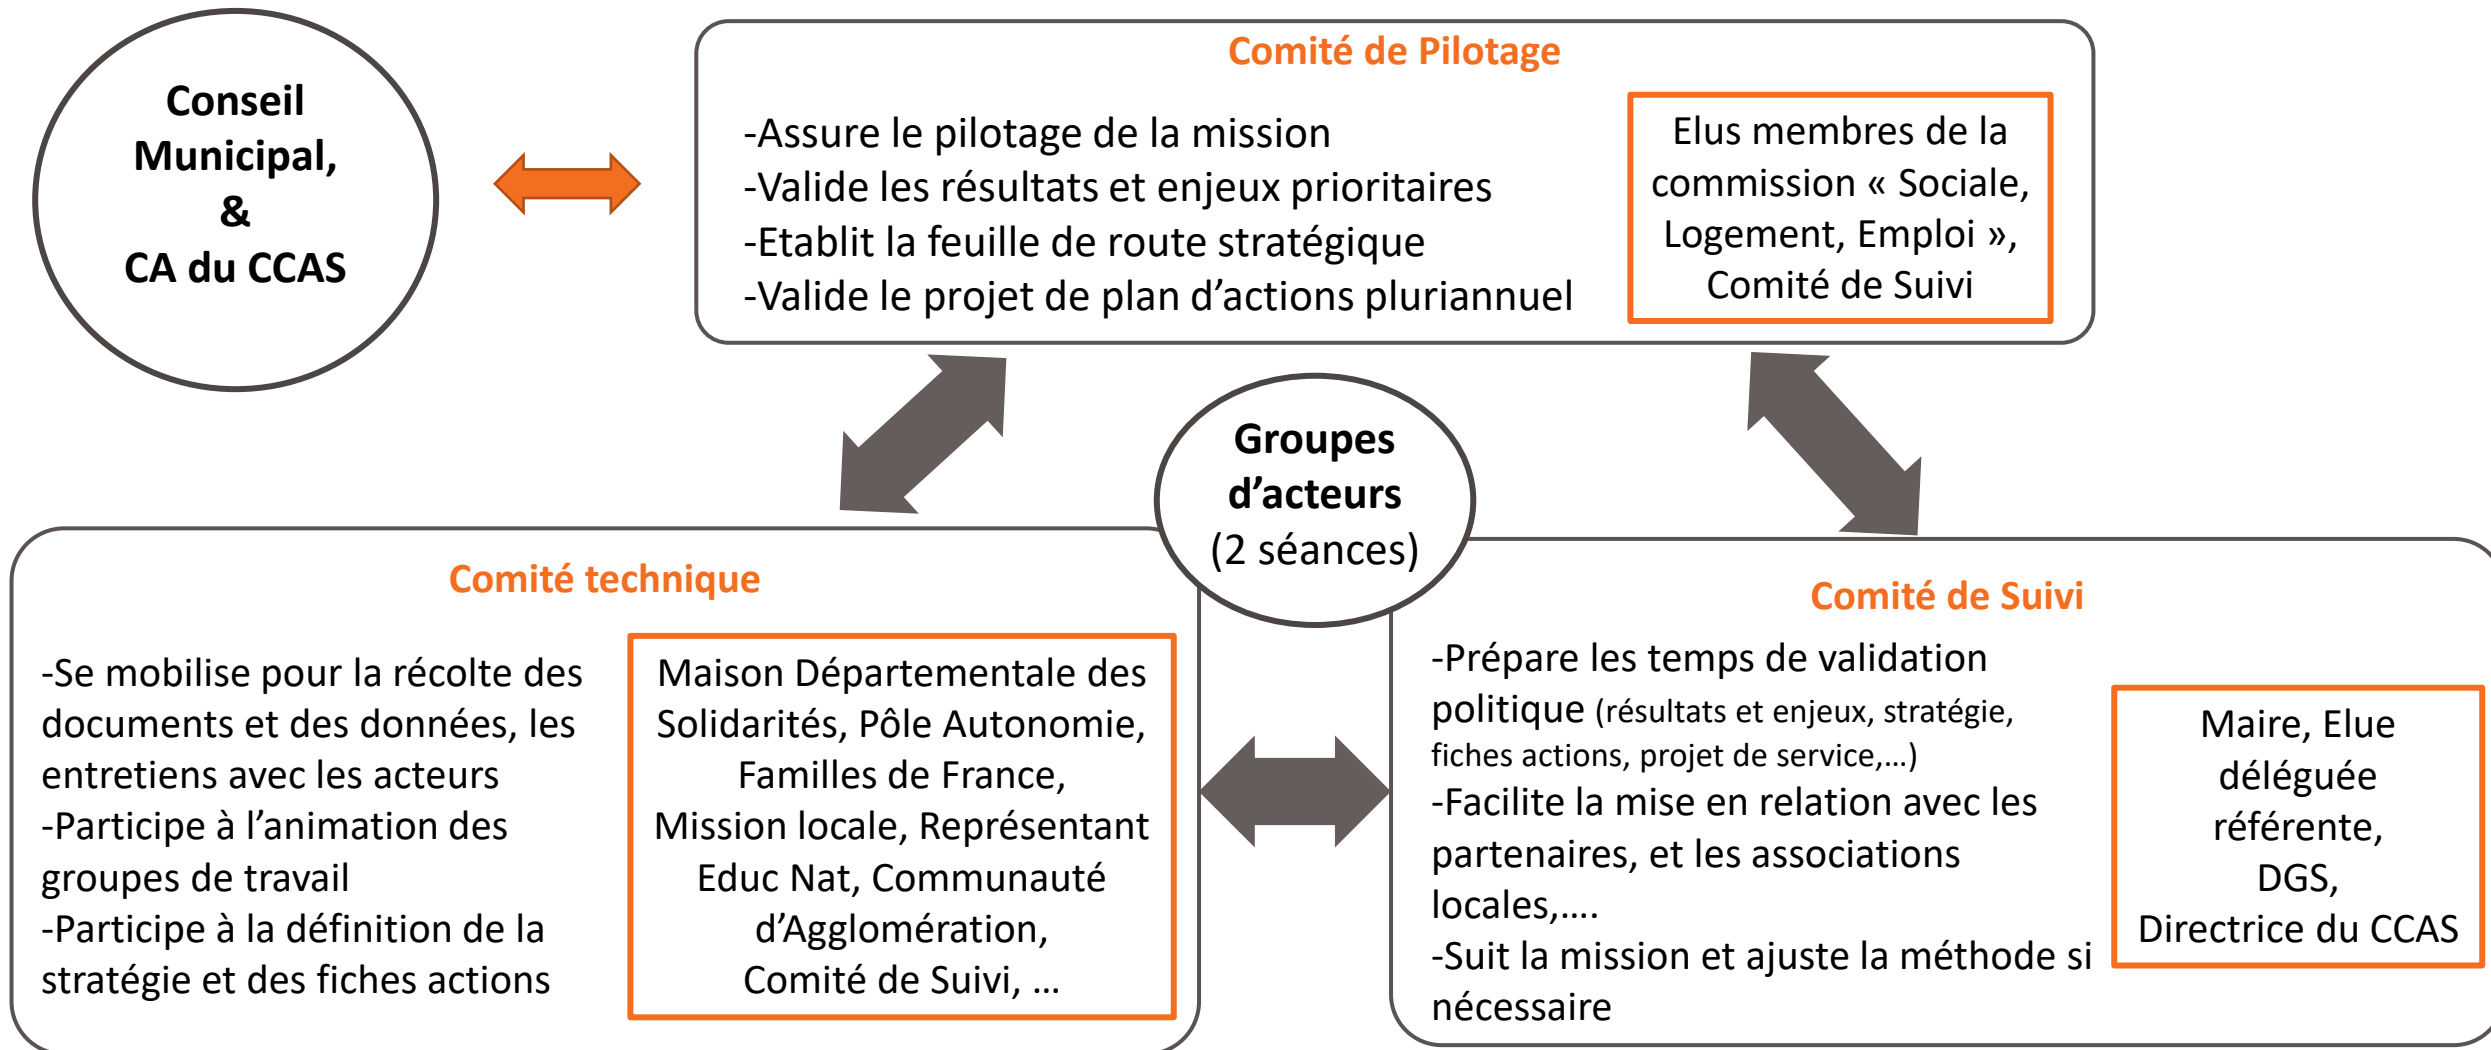 Conseil
Municipal,
&
CA du CCAS
Comité de Pilotage
-Assure le pilotage de la mission
-Valide les résultats et enjeux prioritaires
-Etablit la feuille de route stratégique
-Valide le projet de plan d’actions pluriannuel
Elus membres de la
commission « Sociale,
Logement, Emploi »,
Comité de Suivi
Groupes
d’acteurs
(2 séances)
Comité technique
-Se mobilise pour la récolte des
documents et des données, les
entretiens avec les acteurs
-Participe à l’animation des
groupes de travail
-Participe à la définition de la
stratégie et des fiches actions
Maison Départementale des
Solidarités, Pôle Autonomie,
Familles de France,
Mission locale, Représentant
Educ Nat, Communauté
d’Agglomération,
Comité de Suivi, …
Comité de Suivi
-Prépare les temps de validation
politique (résultats et enjeux, stratégie,
fiches actions, projet de service,…)
-Facilite la mise en relation avec les
partenaires, et les associations
locales,….
-Suit la mission et ajuste la méthode si
nécessaire
Maire, Elue
déléguée
référente,
DGS,
Directrice du CCAS